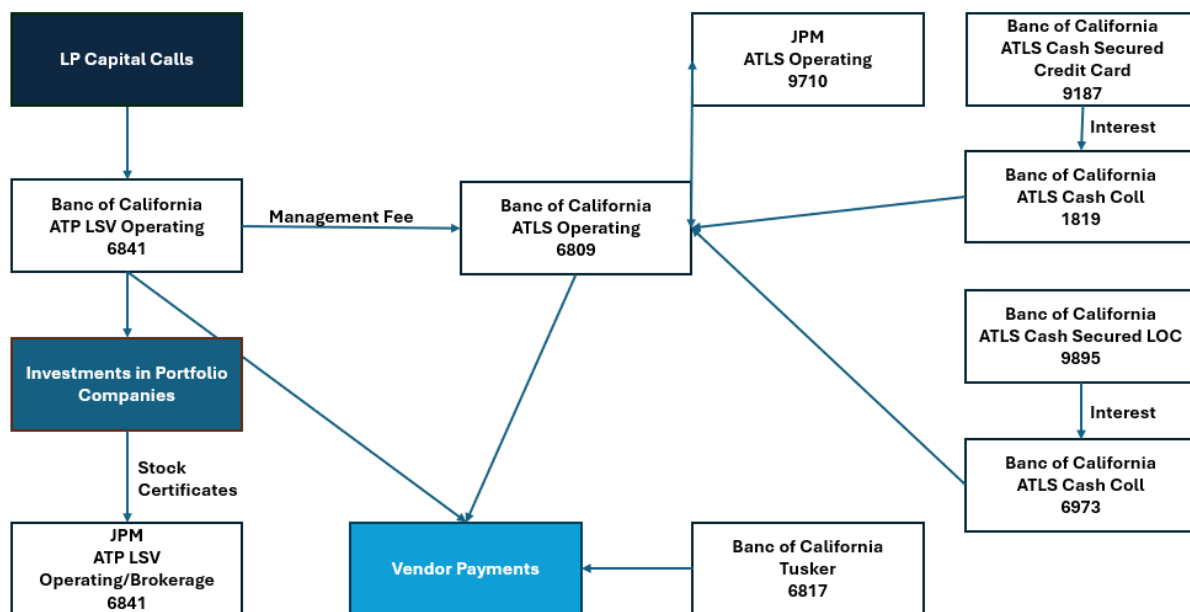 LP Capital Calls
JPM
ATLS Operating
9710
Banc of California
ATLS Cash Secured
Credit Card
9187
Interest
Banc of California
ATP LSV Operating
6841
Management Fee
Banc of California
ATLS Operating
6809
Banc of California
ATLS Cash Coll
1819
Banc of California
ATLS Cash Secured LOC
9895
Investments in Portfolio
Companies
Interest
Stock
Certificates
Banc of California
ATLS Cash Coll
6973
JPM
ATP LSV
Operating/Brokerage
6841
Vendor Payments
Banc of California
Tusker
6817